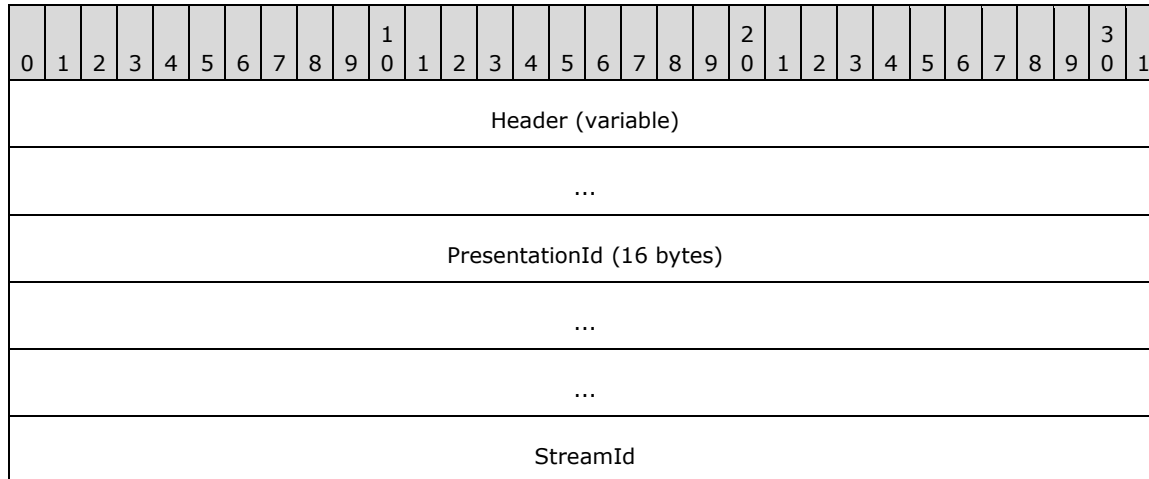 0 1 2 3 4 5 6 7 8 9 1 0 1 2 3 4 5 6 7 8 9 2 0 1 2 3 4 5 6 7 8 9 3 0 1
Header (variable)
...
PresentationId (16 bytes)
...
...
StreamId